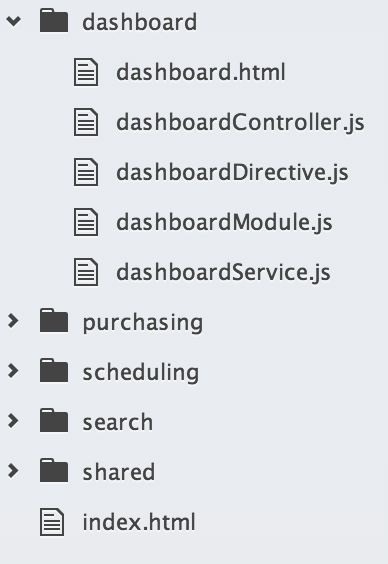 dashboard
dashboard.html
dashboardController.js
dashboardDirective.js
dashboardModule.js
dashboardService.js
purchasing
scheduling
search
shared
index.html